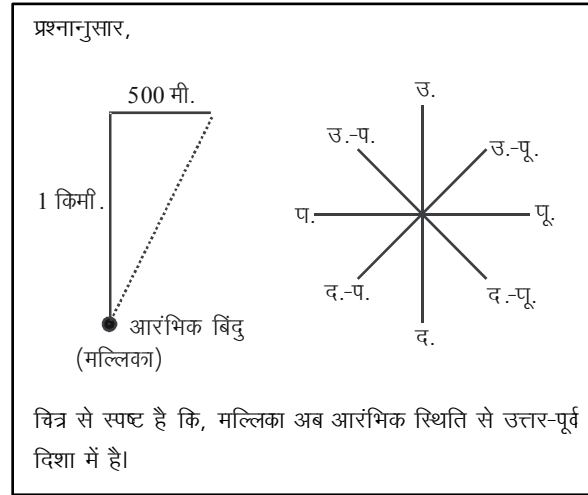 प्रश्नानुसार,
500 मी.
1 किमी.
आरंभिक बिंदु
(मल्लिका)
उ.
उ.-प.
उ.-पू.
प.
पू.
द.-प.
द.-पू.
द.
चित्र से स्पष्ट है कि, मल्लिका अब आरंभिक स्थिति से उत्तर-पूर्व
दिशा में है।